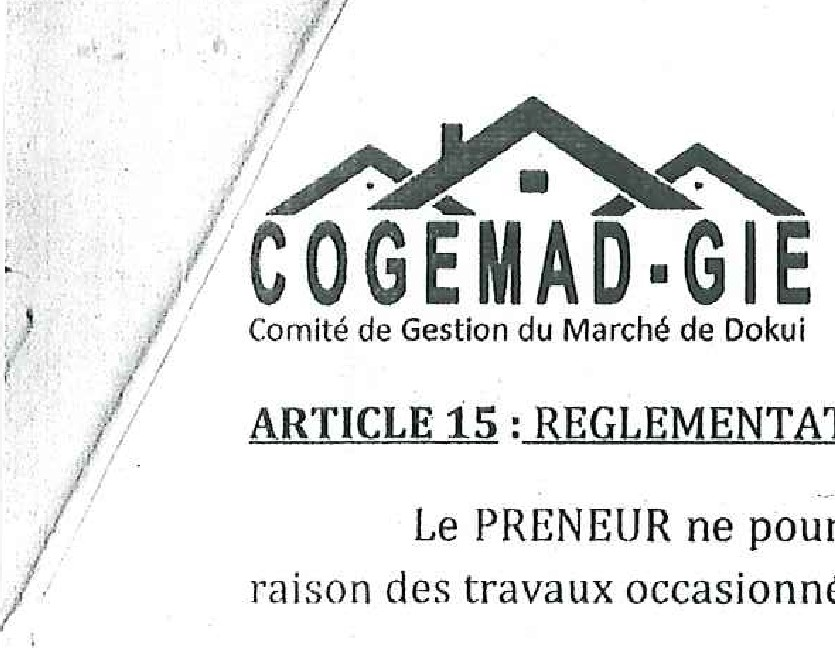 COGEMAD-GIE
Comité de Gestion du Marché de Dokui
ARTICLE 15 : REGLEMENTAT
Le PRENEUR ne pour
raison des travaux occasionné